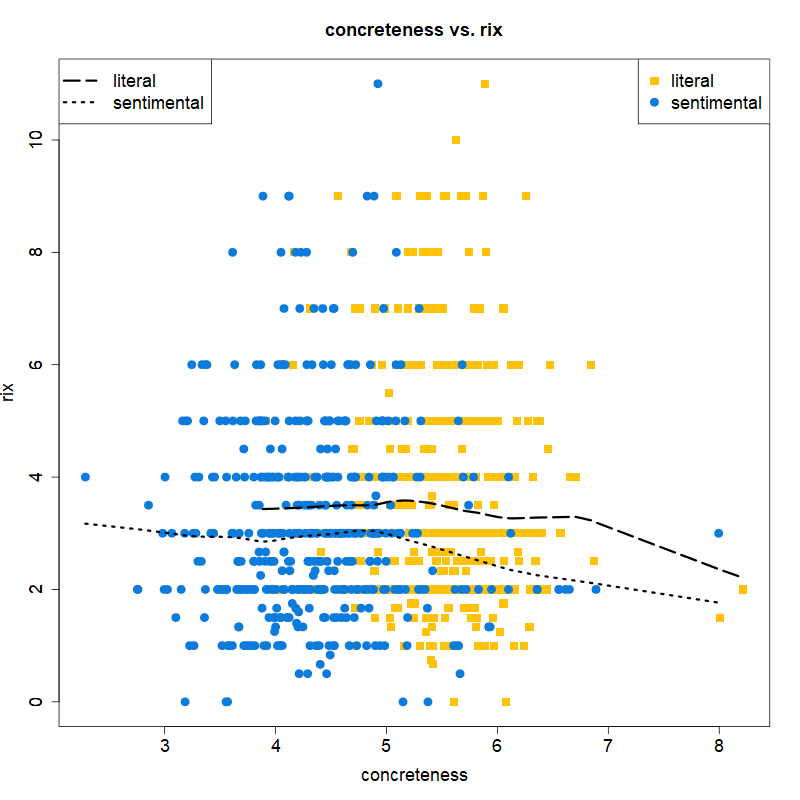 concreteness vs. rix
literal
sentimental
literal
sentimental
10
8
6
4
2
0
rix
3 4 5 6 7 8
concreteness